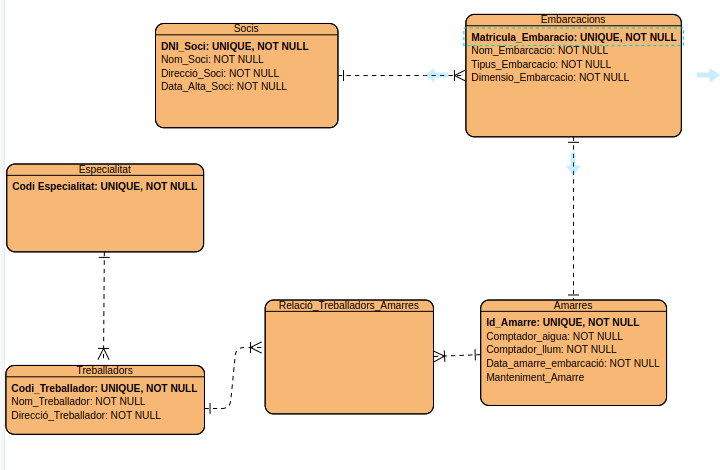 Socis
DNI_Soci: UNIQUE, NOT NULL
Nom_Soci: NOT NULL
Direcció_Soci: NOT NULL
Data_Alta_Soci: NOT NULL
Embarcacions
Matricula_Embaracio: UNIQUE, NOT NULL
Nom_Embarcacio: NOT NULL
Tipus_Embarcacio: NOT NULL
Dimensio_Embarcacio: NOT NULL
Especialitat
Codi Especialitat: UNIQUE, NOT NULL
Relació_Treballadors_Amarres
Amarres
Id_Amarre: UNIQUE, NOT NULL
Comptador_aigua: NOT NULL
Comptador_llum: NOT NULL
Data_amarre_embarcació: NOT NULL
Manteniment_Amarre
Treballadors
Codi_Treballador: UNIQUE, NOT NULL
Nom_Treballador: NOT NULL
Direcció_Treballador: NOT NULL